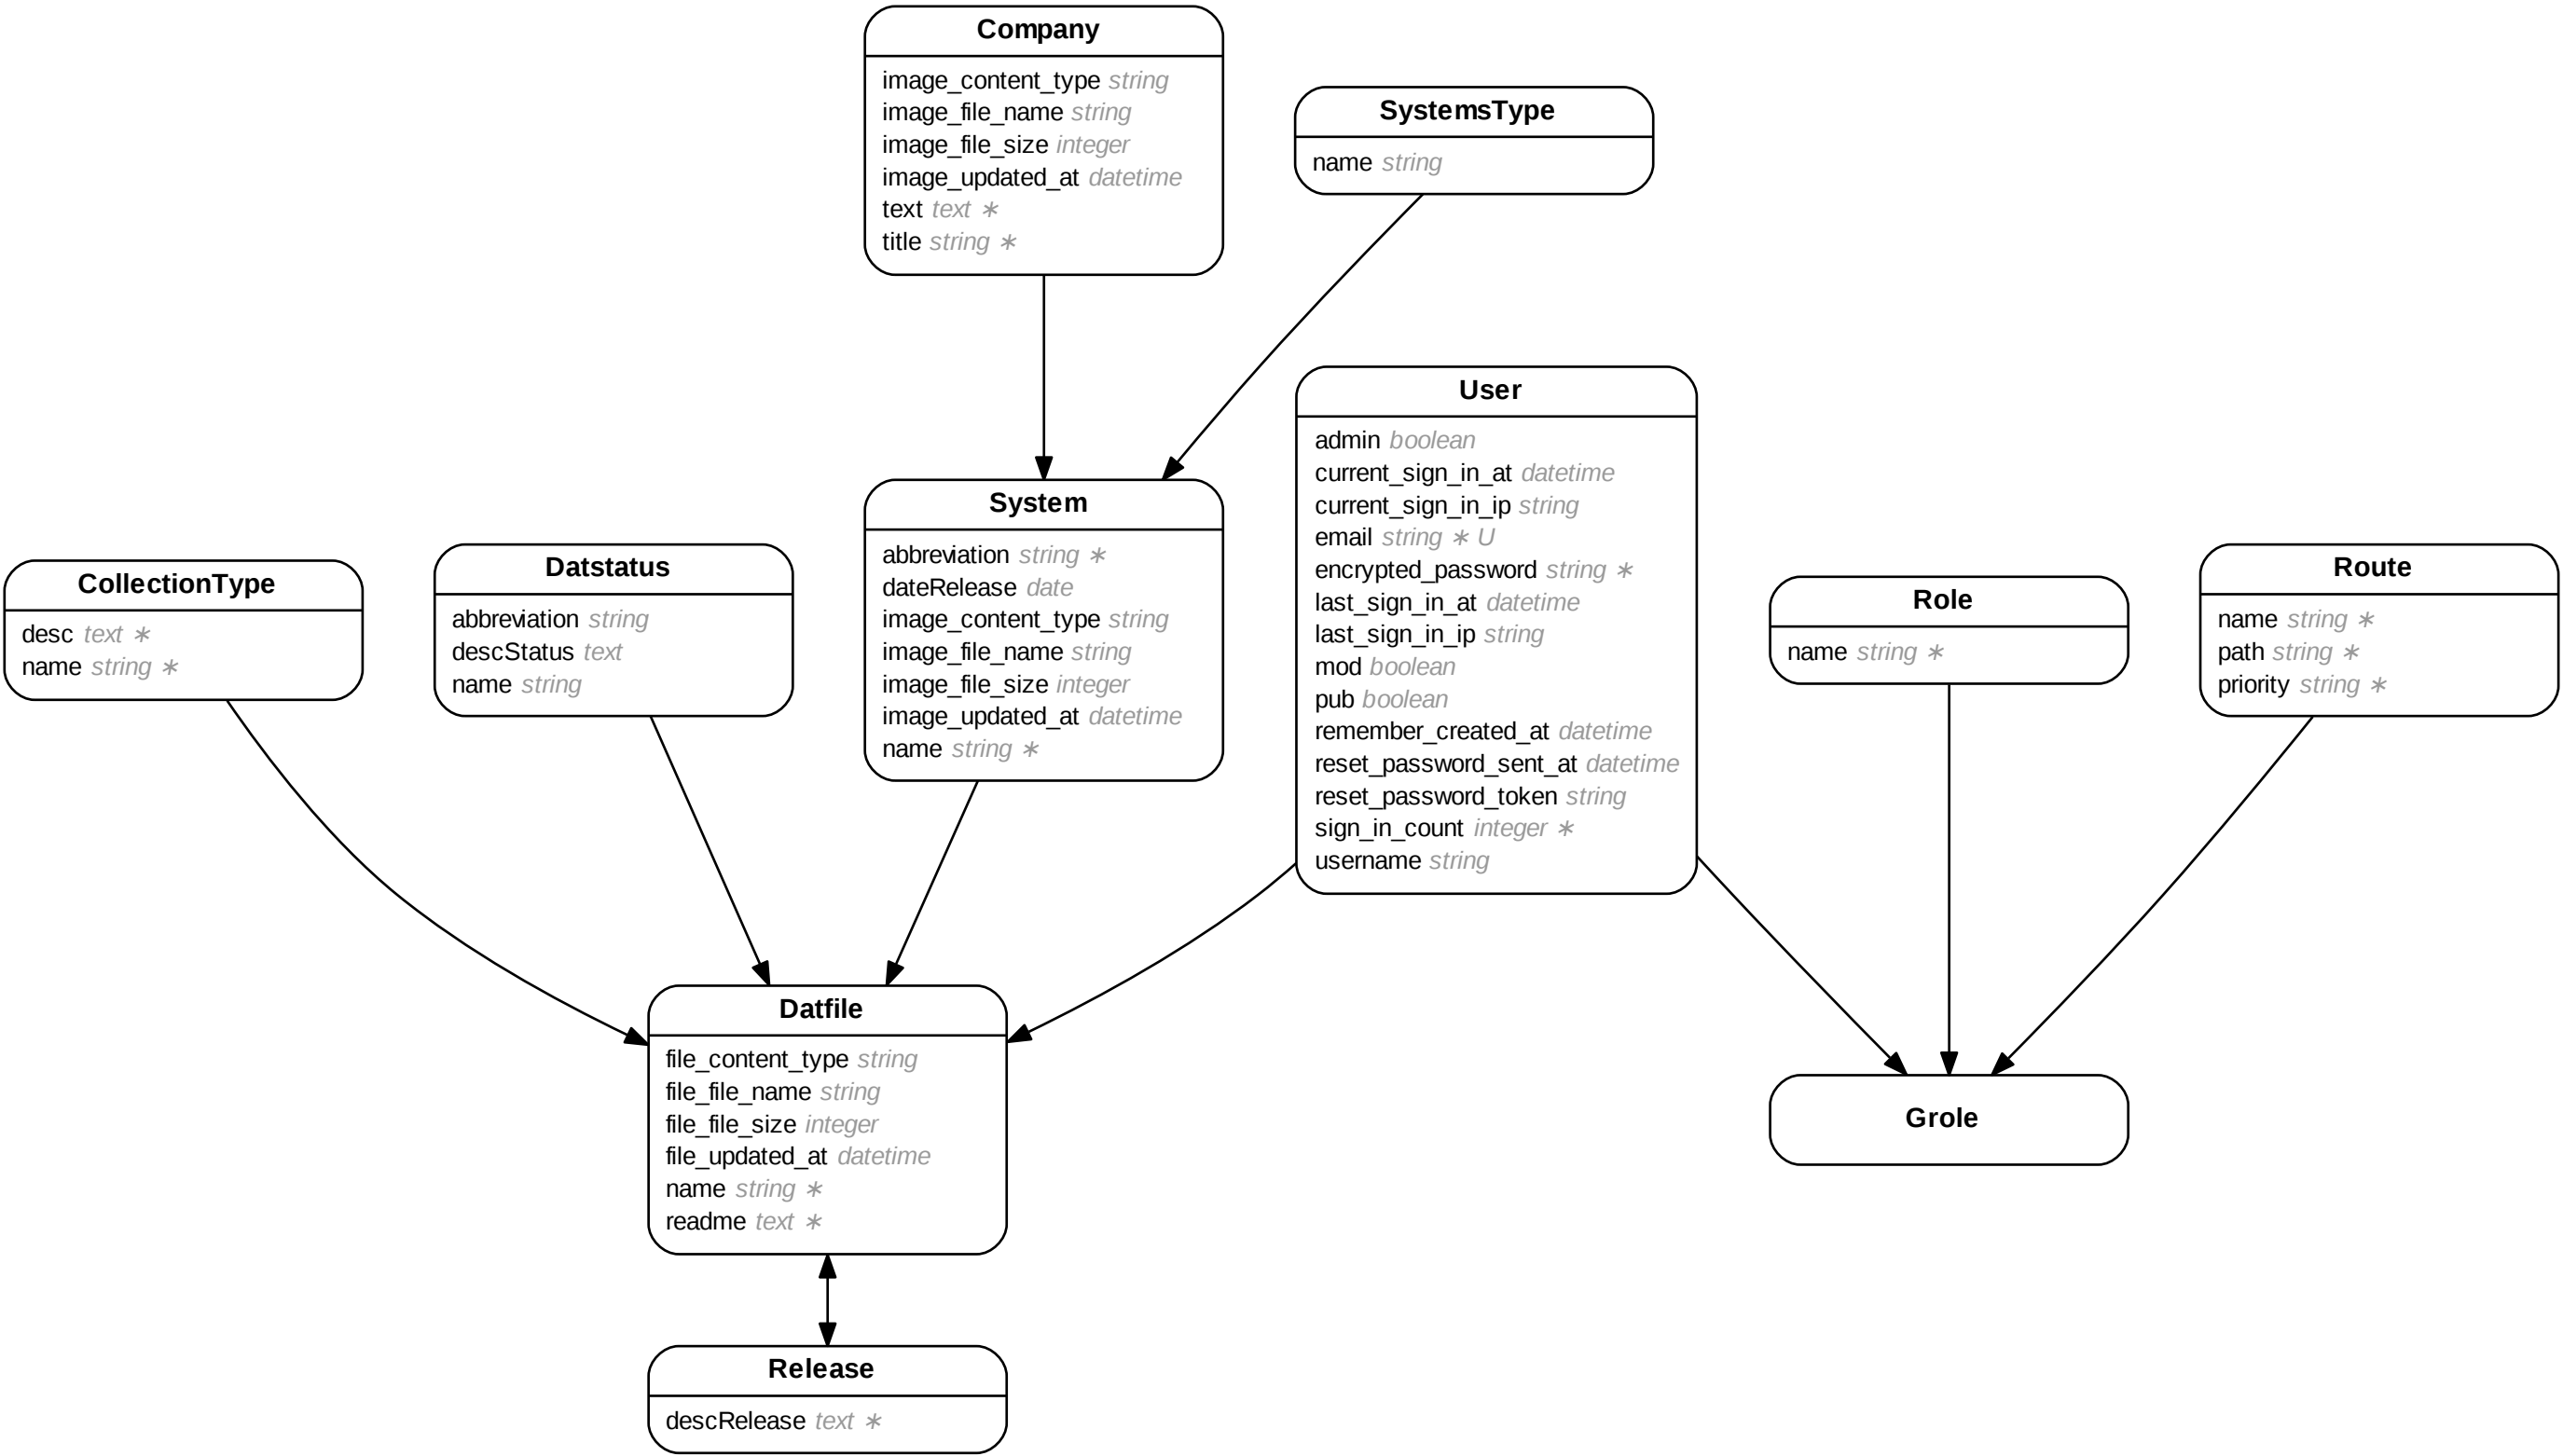 Company
image_content_type string
image_file_name string
image_file_size integer
image_updated_at datetime
text text ∗
title string ∗
SystemsType
name string
User
admin boolean
current_sign_in_at datetime
current_sign_in_ip string
email string ∗ U
encrypted_password string ∗
last_sign_in_at datetime
last_sign_in_ip string
mod boolean
pub boolean
remember_created_at datetime
reset_password_sent_at datetime
reset_password_token string
sign_in_count integer ∗
username string
System
abbreviation string ∗
dateRelease date
image_content_type string
image_file_name string
image_file_size integer
image_updated_at datetime
name string ∗
CollectionType
desc text ∗
name string ∗
Datstatus
abbreviation string
descStatus text
name string
Role
name string ∗
Route
name string ∗
path string ∗
priority string ∗
Datfile
file_content_type string
file_file_name string
file_file_size integer
file_updated_at datetime
name string ∗
readme text ∗
Grole
Release
descRelease text ∗